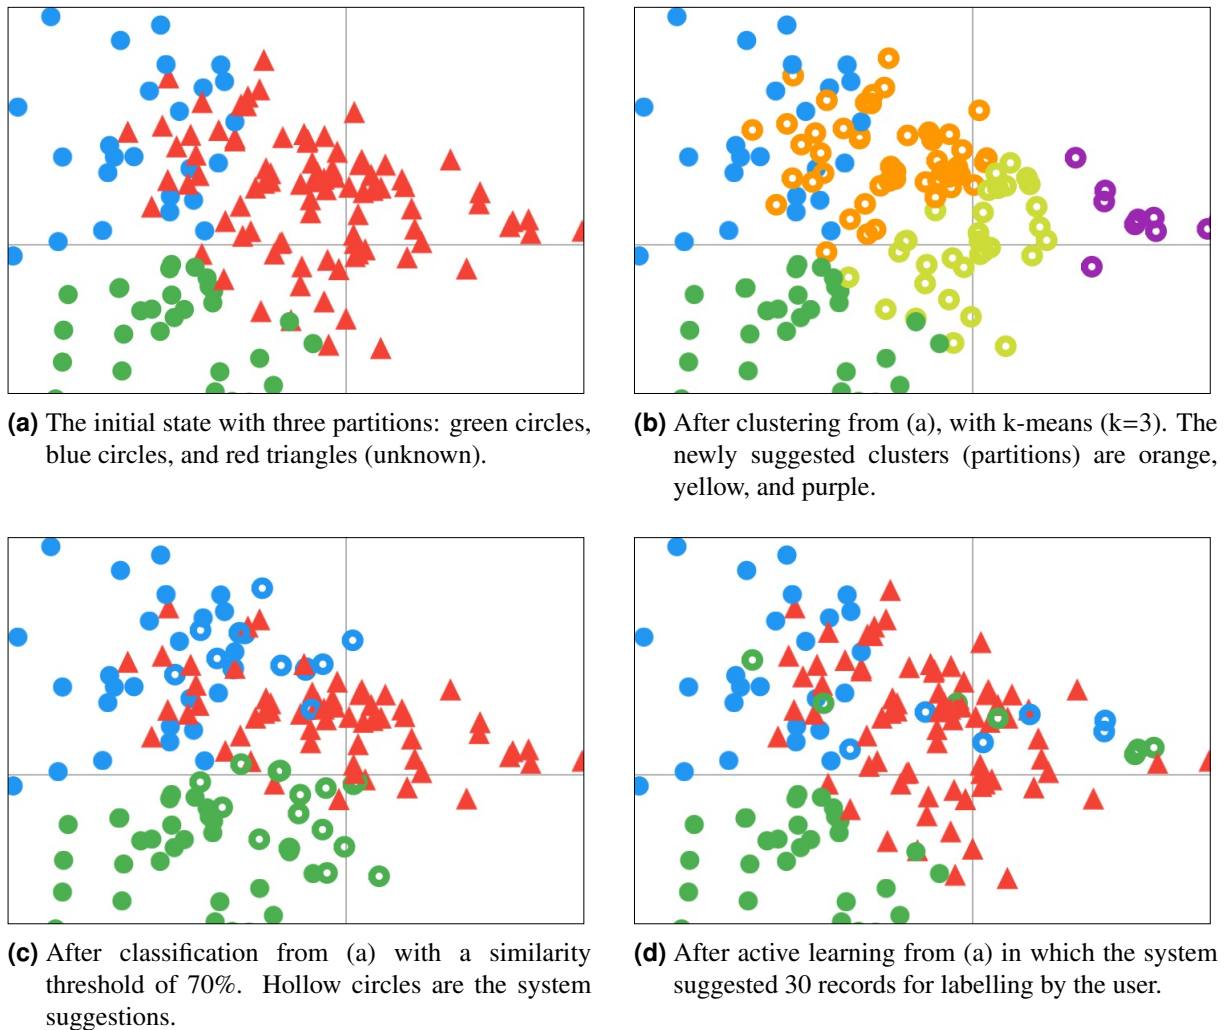 (a) The initial state with three partitions: green circles,
blue circles, and red triangles (unknown).
(b) After clustering from (a), with k-means (k=3). The
newly suggested clusters (partitions) are orange,
yellow, and purple.
(c) After classification from (a) with a similarity
threshold of 70%. Hollow circles are the system
suggestions.
(d) After active learning from (a) in which the system
suggested 30 records for labelling by the user.